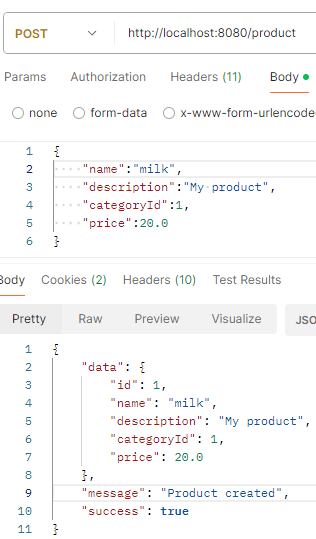 POST http://localhost:8080/product
Params Authorization Headers (11) Body
none form-data x-www-form-urlencode
1 {
2 "name":"milk",
3 "description":"My product",
4 "categoryId":1,
5 "price":20.0
6 }
Body Cookies (2) Headers (10) Test Results
Pretty Raw Preview Visualize JSO
1 {
2 "data": {
3 "id": 1,
4 "name": "milk",
5 "description": "My product",
6 "categoryId": 1,
7 "price": 20.0
8 },
9 "message": "Product created",
10 "success": true
11 }